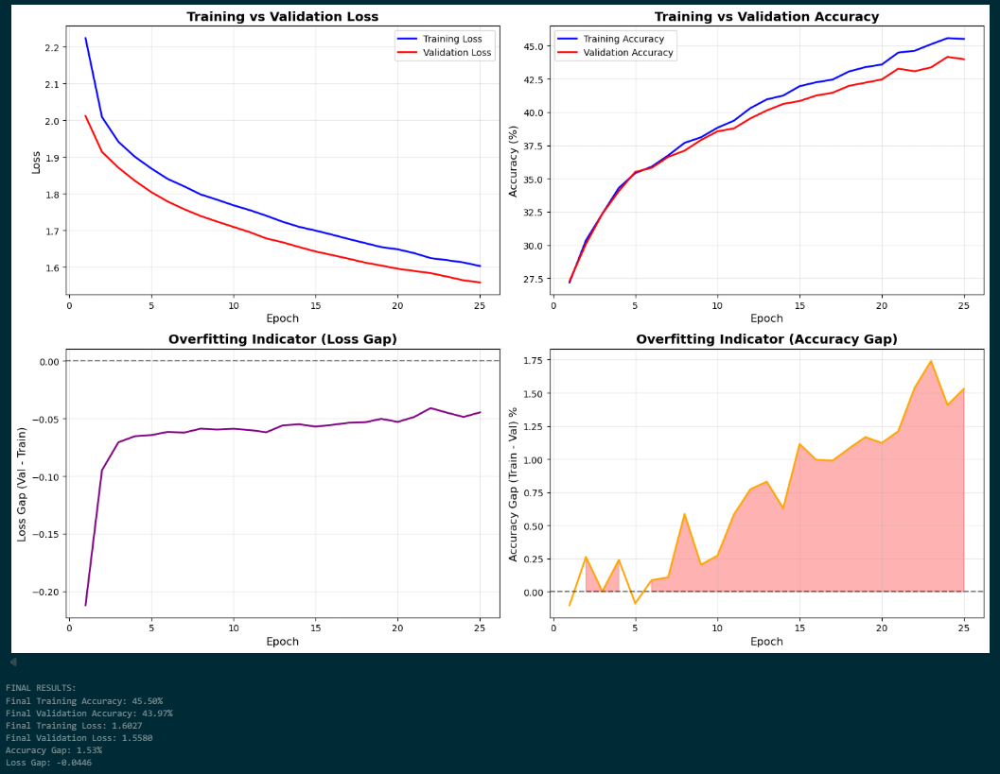 Training vs Validation Loss
Training Loss
Validation Loss
2.2
2.1
2.0
1.9
1.8
1.7
1.6
Loss
0 5 10 15 20 25
Epoch
Training vs Validation Accuracy
Training Accuracy
Validation Accuracy
45.0
42.5
40.0
37.5
35.0
32.5
30.0
27.5
Accuracy (%)
0 5 10 15 20 25
Epoch
Overfitting Indicator (Loss Gap)
0.00
−0.05
−0.10
−0.15
−0.20
Loss Gap (Val - Train)
0 5 10 15 20 25
Epoch
Overfitting Indicator (Accuracy Gap)
1.75
1.50
1.25
1.00
0.75
0.50
0.25
0.00
Accuracy Gap (Train - Val) %
0 5 10 15 20 25
Epoch
FINAL RESULTS:
Final Training Accuracy: 45.50%
Final Validation Accuracy: 43.97%
Final Training Loss: 1.6027
Final Validation Loss: 1.5580
Accuracy Gap: 1.53%
Loss Gap: -0.0446